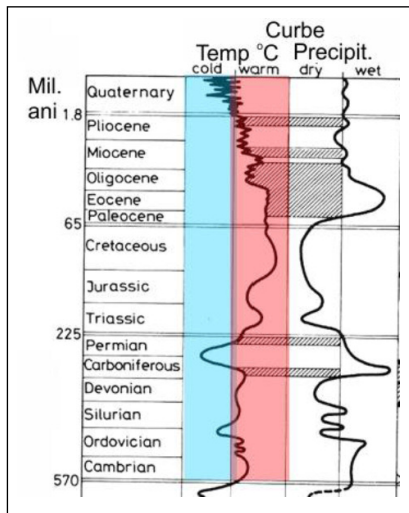 Curbe
Temp °C Precipit.
cold warm dry wet
Mil.
ani
Quaternary
1.8
Pliocene
Miocene
Oligocene
Eocene
Paleocene
65
Cretaceous
Jurassic
Triassic
225
Permian
Carboniferous
Devonian
Silurian
Ordovician
Cambrian
570